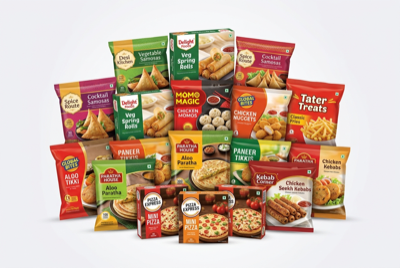 Desi
Kitchen
Vegetable
Samosas
Delight
Veg
Spring
Rolls
Spice
Route
Cocktail
Samosas
Spice
Route
Cocktail
Samosas
Delight
Veg
Spring
Rolls
MOMO
MAGIC
CHICKEN
MOMOS
GLOBAL
BITES
CHICKEN
NUGGETS
Tater
Treats
Classic
Fries
GLOBAL
BITES
ALOO
TIKKI
PANEER
TIKKI
PARATHA
HOUSE
Aloo
Paratha
PARATHA
HOUSE
Aloo
Paratha
PANEER
TIKKI
Kebab
Corner
Chicken
Seekh Kebabs
Chicken
Kebabs
PIZZA
EXPRESS
MINI
PIZZA
PIZZA
EXPRESS
MINI
PIZZA